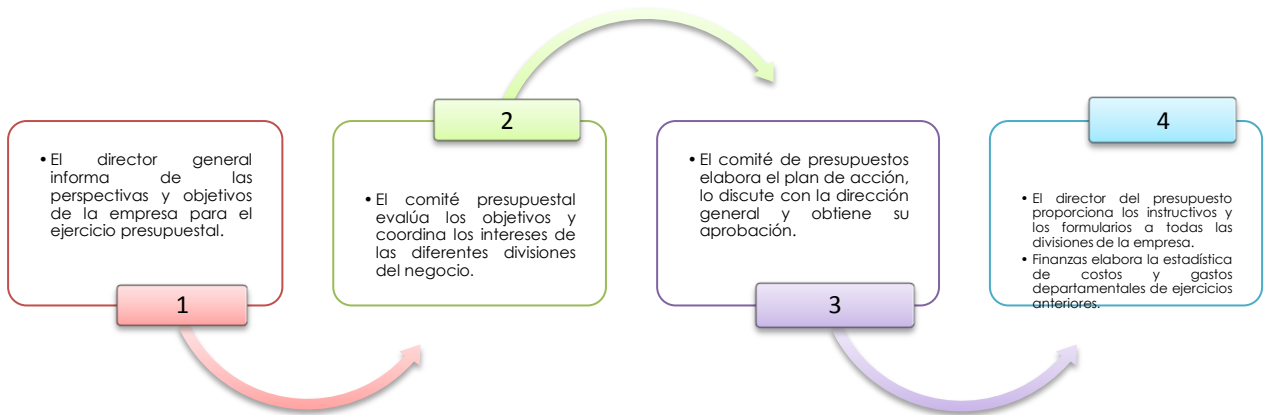 • El director general
informa de las
perspectivas y objetivos
de la empresa para el
ejercicio presupuestal.
1
2
• El comité presupuestal
evalúa los objetivos y
coordina los intereses de
las diferentes divisiones
del negocio.
• El comité de presupuestos
elabora el plan de acción,
lo discute con la dirección
general y obtiene su
aprobación.
3
4
• El director del presupuesto
proporciona los instructivos y
los formularios a todas las
divisiones de la empresa.
• Finanzas elabora la estadística
de costos y gastos
departamentales de ejercicios
anteriores.